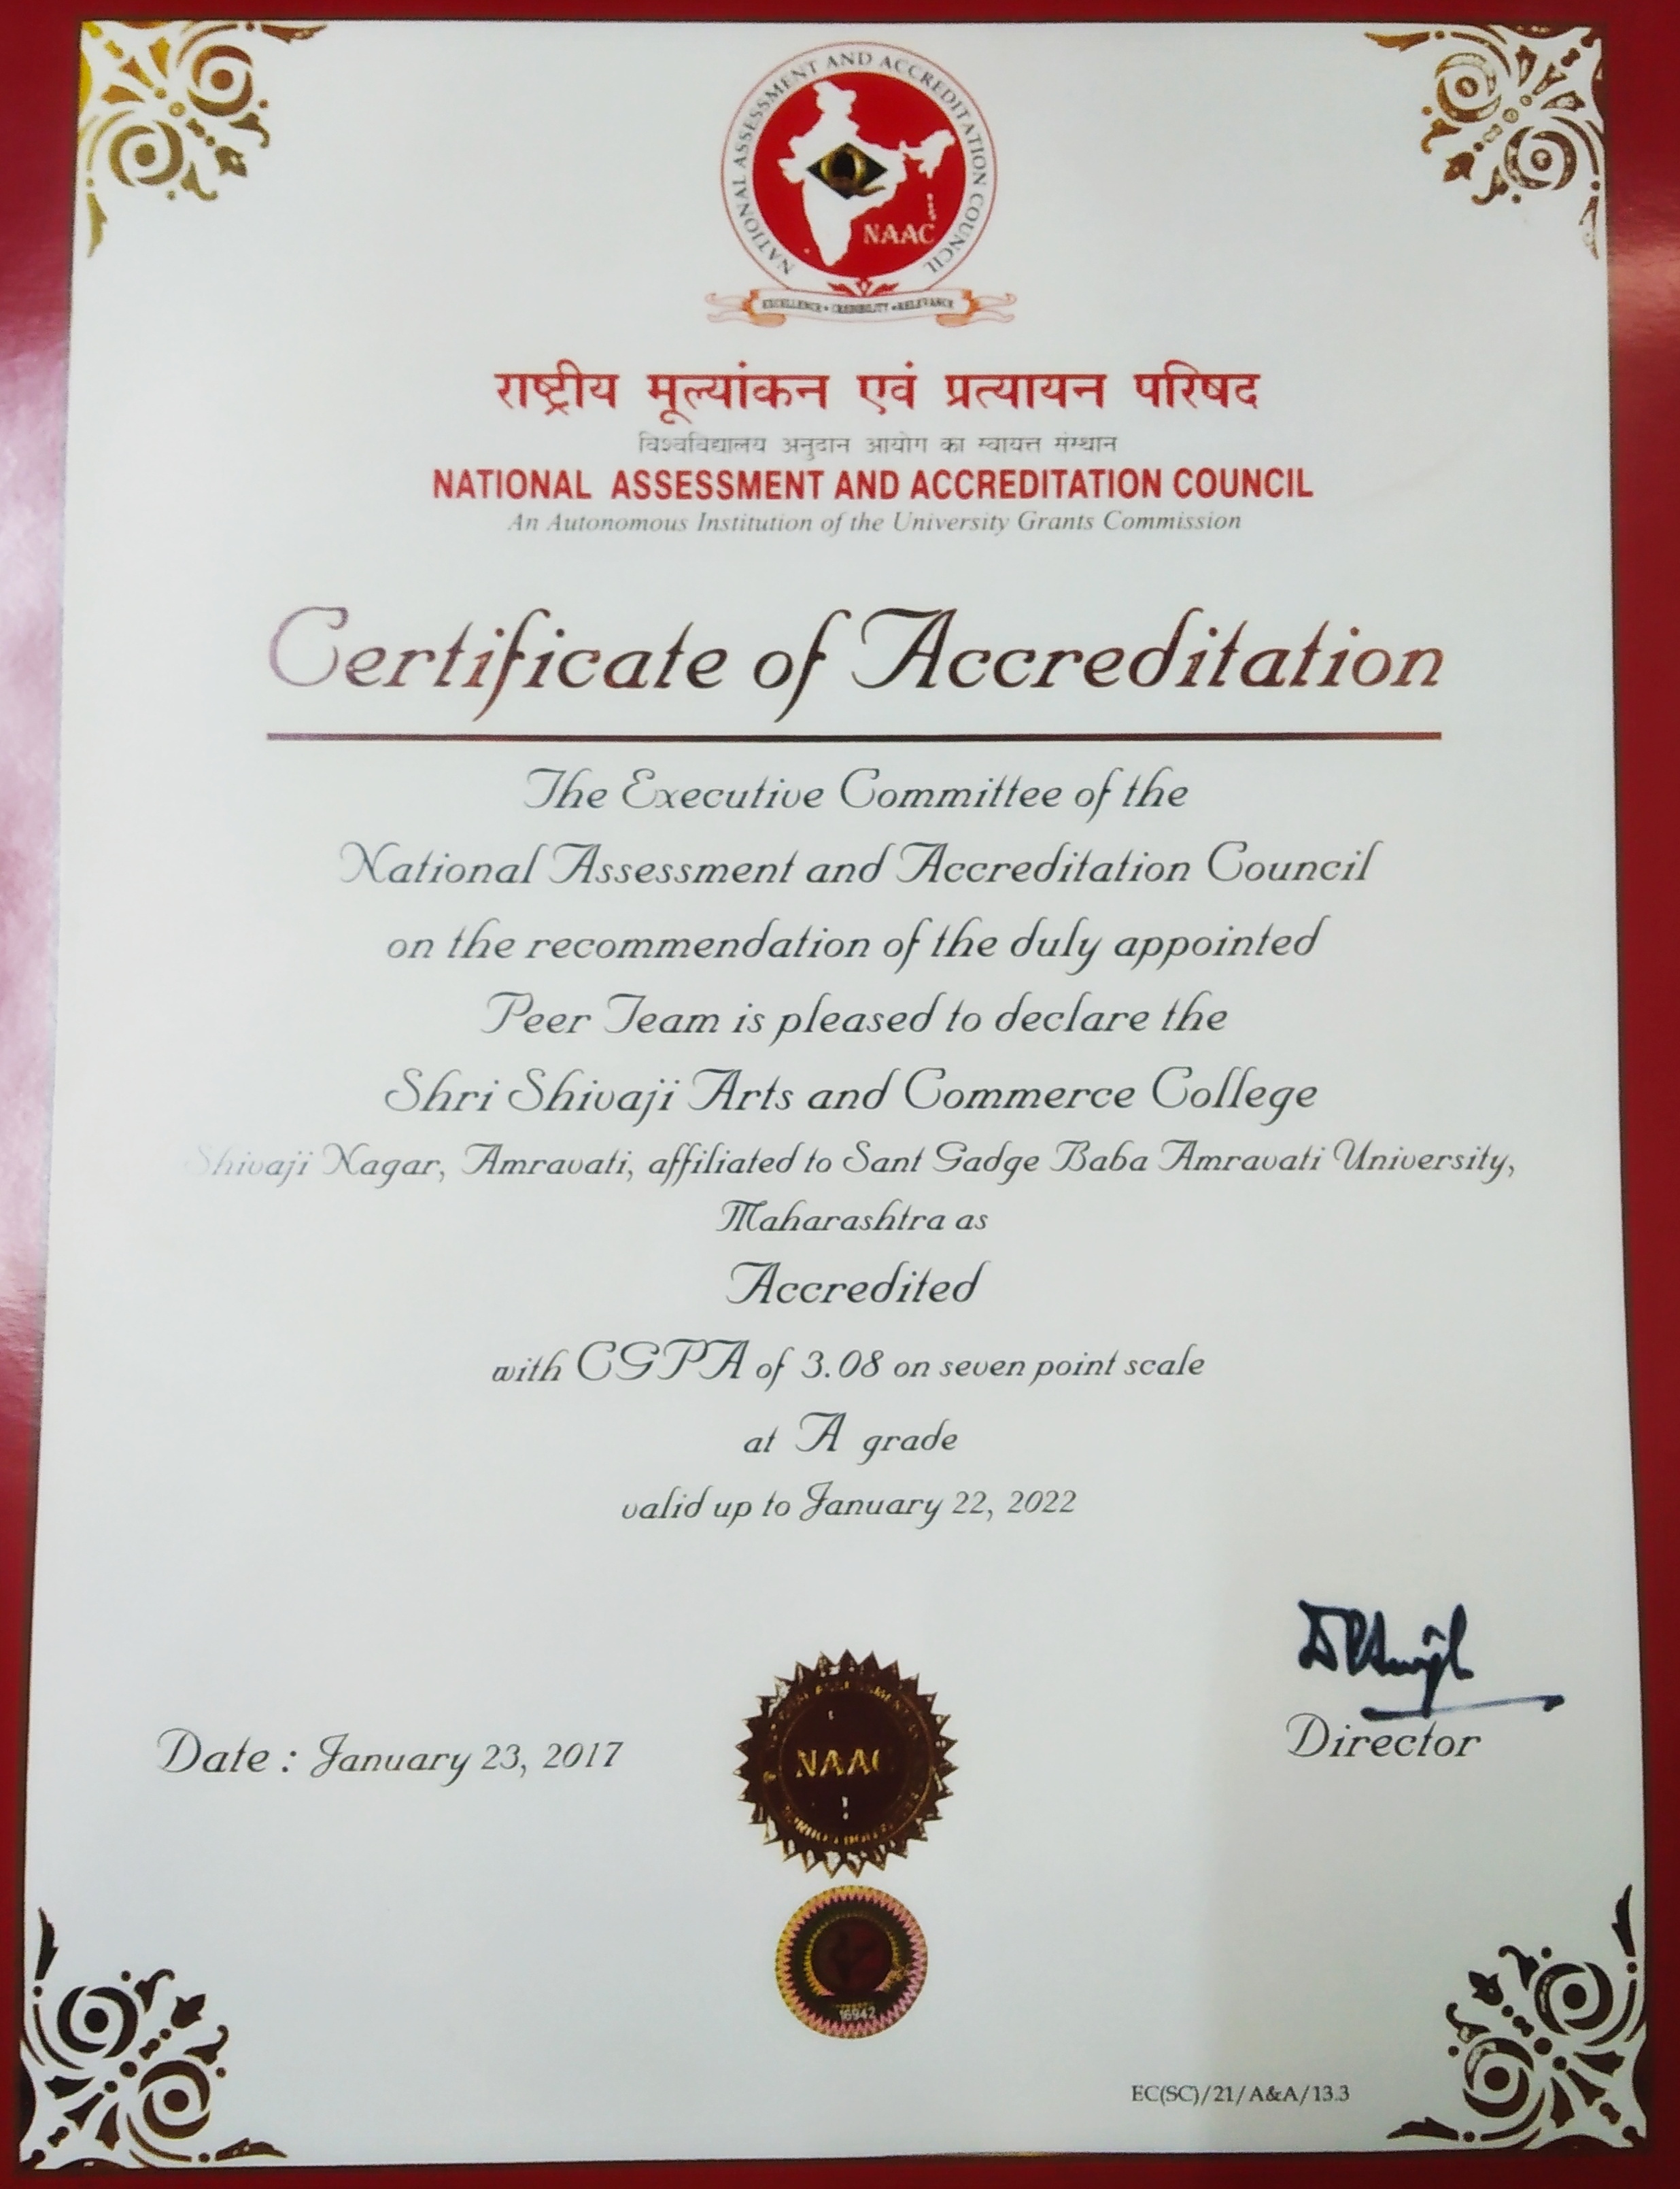 NATIONAL ASSESSMENT AND ACCREDITATION COUNCIL
NAAC
EXCELLENCE • CREDIBILITY • RELEVANCE
राष्ट्रीय मूल्यांकन एवं प्रत्यायन परिषद
विश्वविद्यालय अनुदान आयोग का स्वायत्त संस्थान
NATIONAL ASSESSMENT AND ACCREDITATION COUNCIL
An Autonomous Institution of the University Grants Commission
Certificate of Accreditation
The Executive Committee of the
National Assessment and Accreditation Council
on the recommendation of the duly appointed
Peer Team is pleased to declare the
Shri Shivaji Arts and Commerce College
Shivaji Nagar, Amravati, affiliated to Sant Gadge Baba Amravati University,
Maharashtra as
Accredited
with CGPA of 3.08 on seven point scale
at A grade
valid up to January 22, 2022
Date : January 23, 2017
Director
NAAC
16942
EC(SC)/21/A&A/13.3